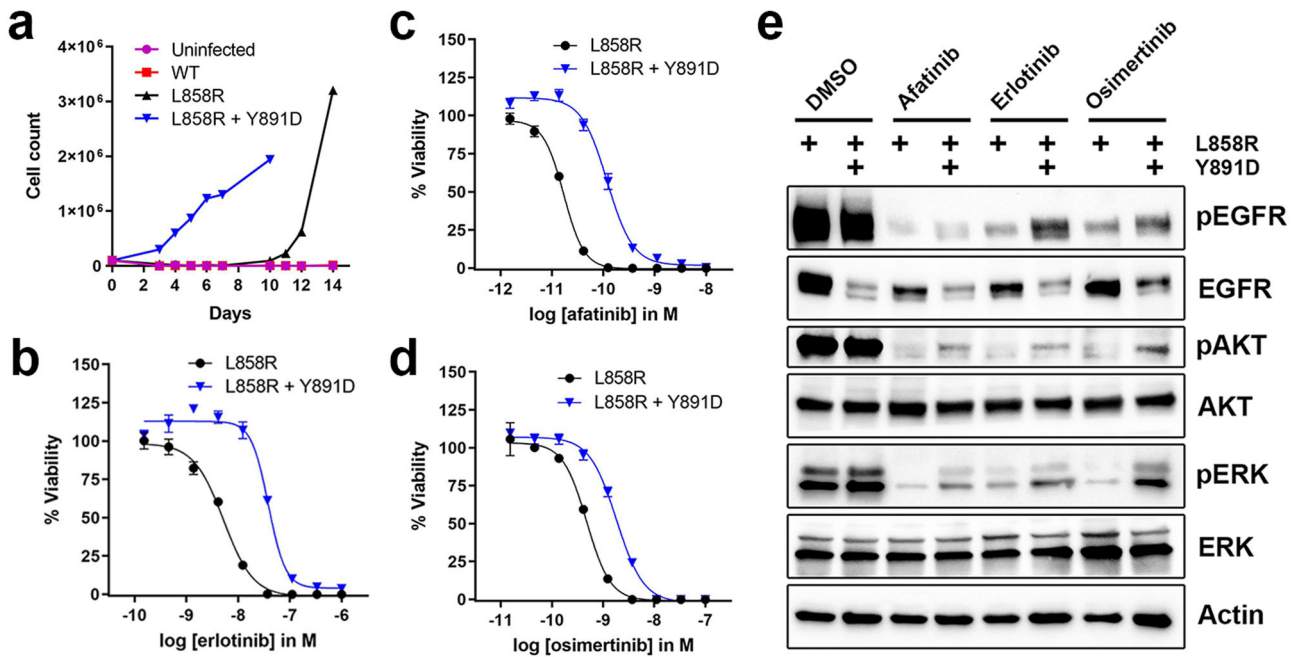 a
4×10⁶
3×10⁶
2×10⁶
1×10⁶
0
Cell count
0 2 4 6 8 10 12 14
Days
Uninfected
WT
L858R
L858R + Y891D
b
150
125
100
75
50
25
0
% Viability
-10 -9 -8 -7 -6
log [erlotinib] in M
L858R
L858R + Y891D
c
150
100
50
0
% Viability
-12 -11 -10 -9 -8
log [afatinib] in M
L858R
L858R + Y891D
d
150
125
100
75
50
25
0
% Viability
-11 -10 -9 -8 -7
log [osimertinib] in M
L858R
L858R + Y891D
e
DMSO
Afatinib
Erlotinib
Osimertinib
+ + + + + + + + L858R
+ + + + Y891D
pEGFR
EGFR
pAKT
AKT
pERK
ERK
Actin